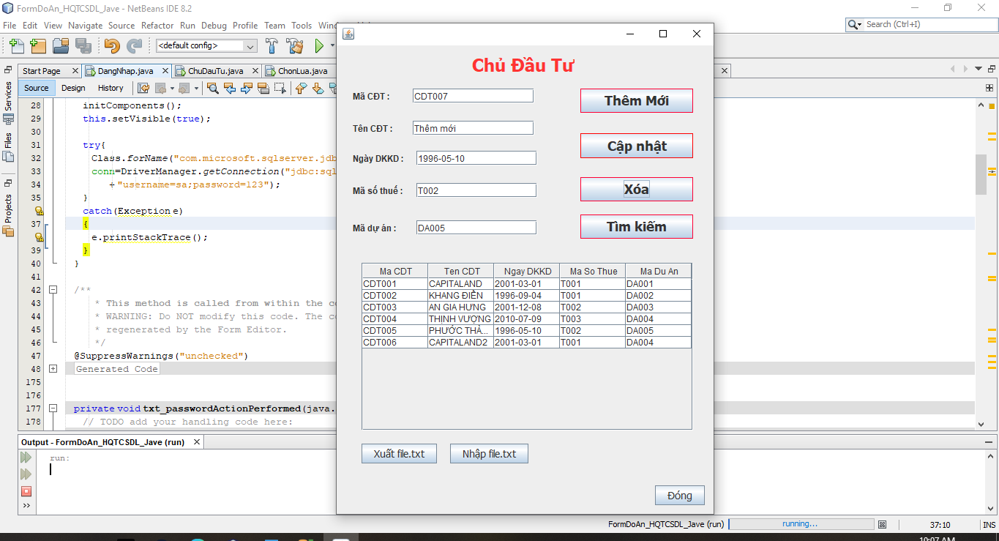 FormDoAn_HQTCSDL_Jave - NetBeans IDE 8.2
File Edit View Navigate Source Refactor Run Debug Profile Team Tools
Search (Ctrl+I)
<default config>
Start Page DangNhap.java ChuDauTu.java ChonLua.java
Source Design History
Services
Files
Projects
28 initComponents();
29 this.setVisible(true);
30
31 try{
32 Class.forName("com.microsoft.sqlserver.jdb
33 conn=DriverManager.getConnection("jdbc:sql
34 + "username=sa;password=123");
35 }
catch(Exception e)
37 {
e.printStackTrace();
39 }
40 }
41
42 /**
43 * This method is called from within the co
44 * WARNING: Do NOT modify this code. The co
45 * regenerated by the Form Editor.
46 */
47 @SuppressWarnings("unchecked")
48 Generated Code
175
176
177 private void txt_passwordActionPerformed(java.
178 // TODO add your handling code here:
Output - FormDoAn_HQTCSDL_Jave (run)
run:
Chủ Đầu Tư
Mã CĐT : CDT007 Thêm Mới
Tên CĐT : Thêm mới Cập nhật
Ngày DKKD : 1996-05-10
Mã số thuế : T002 Xóa
Mã dự án : DA005 Tìm kiếm
Ma CDT Ten CDT Ngay DKKD Ma So Thue Ma Du An
CDT001 CAPITALAND 2001-03-01 T001 DA001
CDT002 KHANG ĐIỀN 1996-09-04 T001 DA002
CDT003 AN GIA HƯNG 2001-12-08 T002 DA003
CDT004 THỊNH VƯỢNG 2010-07-09 T003 DA004
CDT005 PHƯỚC THÀ... 1996-05-10 T002 DA005
CDT006 CAPITALAND2 2001-03-01 T001 DA004
Xuất file.txt Nhập file.txt
Đóng
FormDoAn_HQTCSDL_Jave (run) running... 37:10 INS
10:07 AM